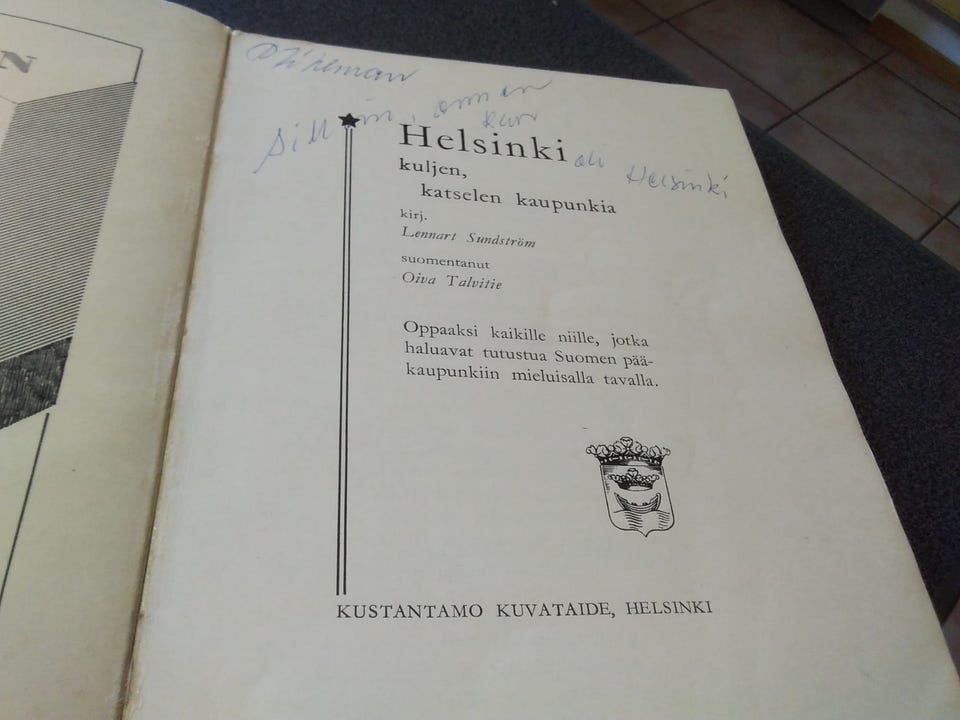 N
Helsinki
oli Helsinki
kuljen,
katselen kaupunkia
kirj.
Lennart Sundström
suomentanut
Oiva Talvitie
Oppaaksi kaikille niille, jotka
haluavat tutustua Suomen pää-
kaupunkiin mieluisalla tavalla.
KUSTANTAMO KUVATAIDE, HELSINKI